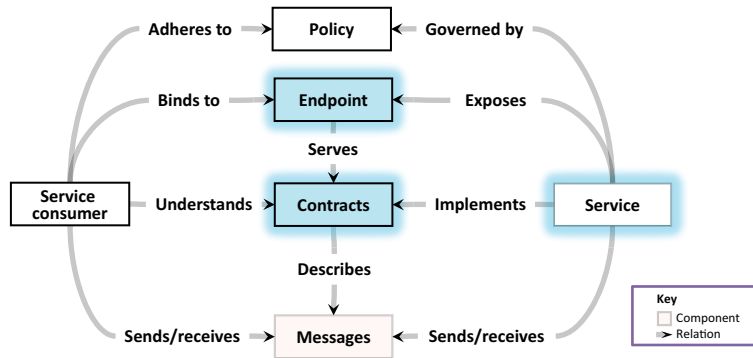 Adheres to
Policy
Governed by
Binds to
Endpoint
Exposes
Serves
Service
consumer
Understands
Contracts
Implements
Service
Describes
Sends/receives
Messages
Sends/receives
Key
Component
Relation